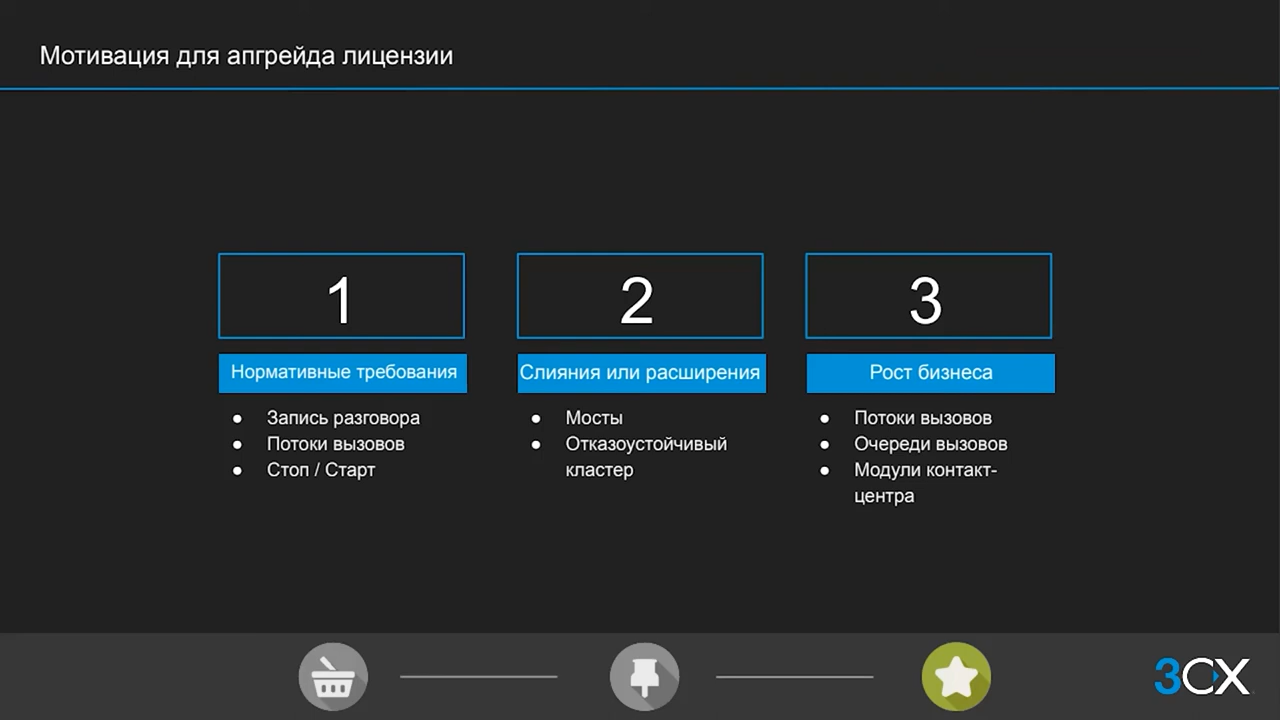 Мотивация для апгрейда лицензии
1
Нормативные требования
● Запись разговора
● Потоки вызовов
● Стоп / Старт
2
Слияния или расширения
● Мосты
● Отказоустойчивый
кластер
3
Рост бизнеса
● Потоки вызовов
● Очереди вызовов
● Модули контакт-
центра
3CX